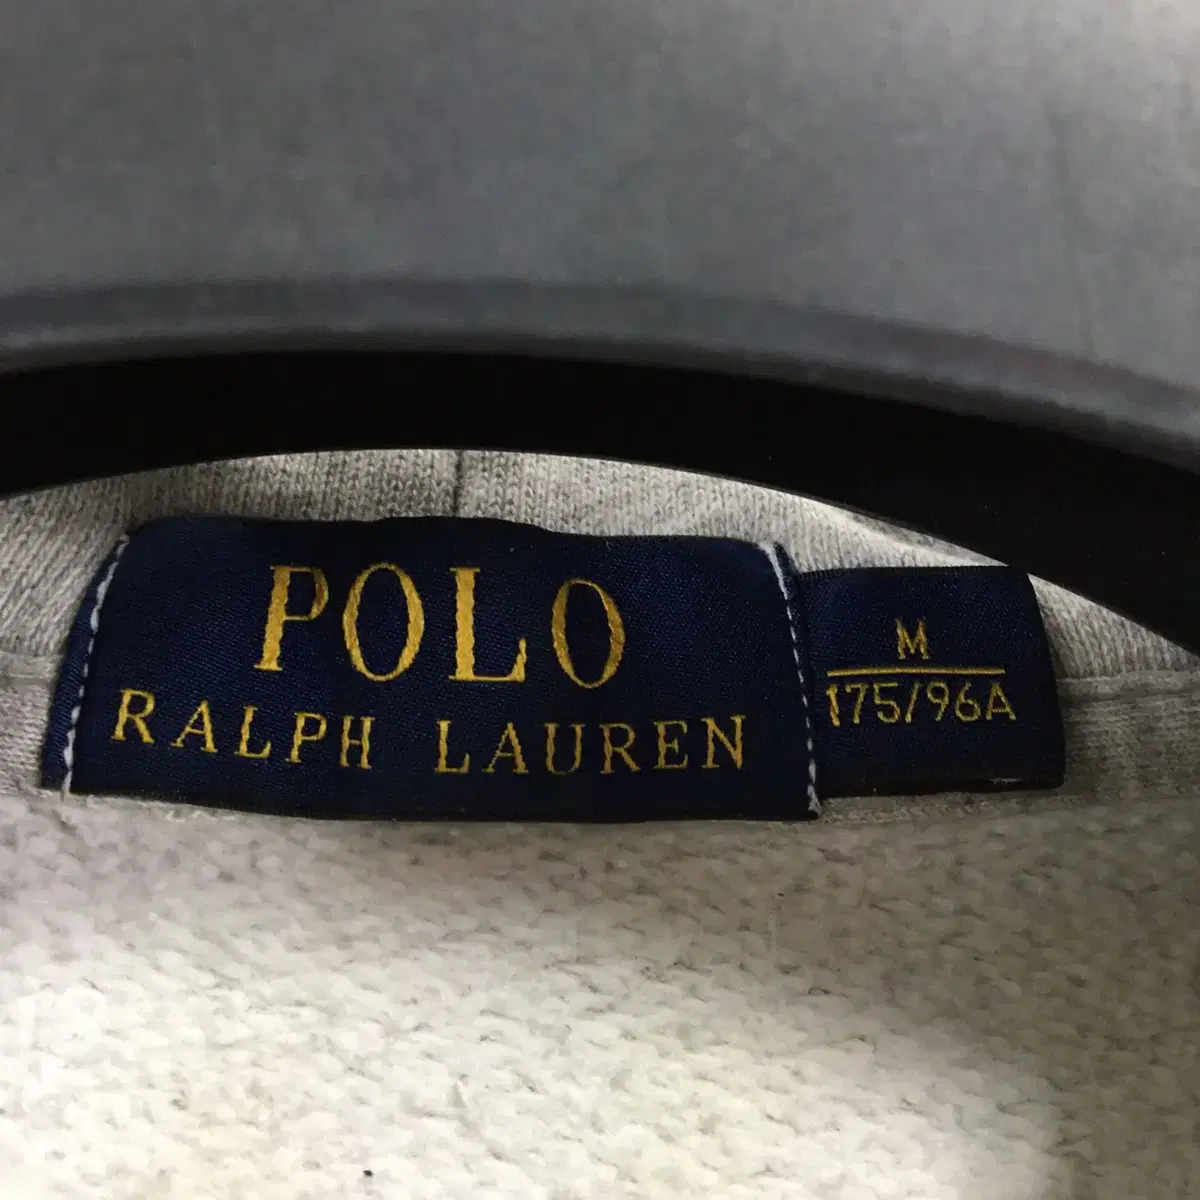 POLO
RALPH LAUREN
M
175/96A